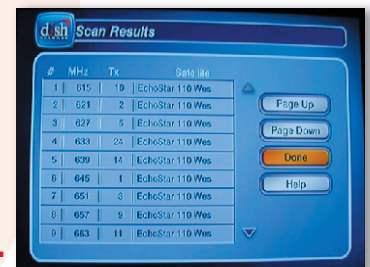 dish Scan Results
# MHz Tx Satellite
1 615 10 EchoStar 110 Wes
2 621 2 EchoStar 110 Wes
3 627 5 EchoStar 110 Wes
4 633 24 EchoStar 110 Wes
5 639 14 EchoStar 110 Wes
6 645 1 EchoStar 110 Wes
7 651 EchoStar 110 Wes
8 657 9 EchoStar 110 Wes
9 663 11 EchoStar 110 Wes
Page Up
Page Down
Done
Help